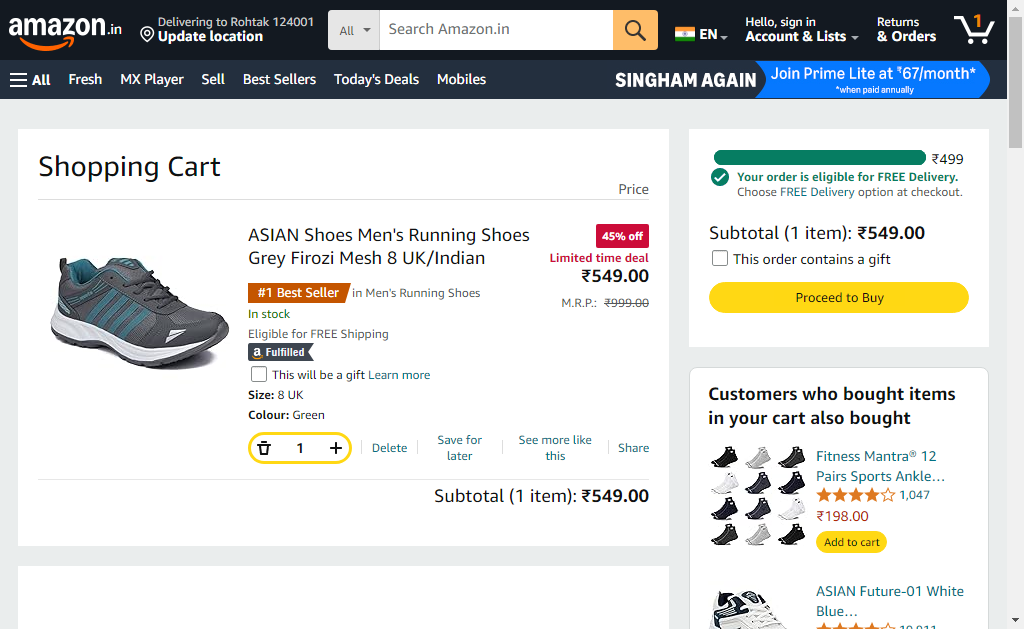 amazon.in
Delivering to Rohtak 124001
Update location
All
Search Amazon.in
EN
Hello, sign in
Account & Lists
Returns
& Orders
1
All
Fresh
MX Player
Sell
Best Sellers
Today's Deals
Mobiles
SINGHAM AGAIN
Join Prime Lite at ₹67/month*
*when paid annually
Shopping Cart
Price
ASIAN Shoes Men's Running Shoes
Grey Firozi Mesh 8 UK/Indian
#1 Best Seller in Men's Running Shoes
In stock
Eligible for FREE Shipping
a Fulfilled
This will be a gift Learn more
Size: 8 UK
Colour: Green
1
Delete
Save for
later
See more like
this
Share
45% off
Limited time deal
₹549.00
M.R.P.: ₹999.00
Subtotal (1 item): ₹549.00
₹499
Your order is eligible for FREE Delivery.
Choose FREE Delivery option at checkout.
Subtotal (1 item): ₹549.00
This order contains a gift
Proceed to Buy
Customers who bought items
in your cart also bought
Fitness Mantra® 12
Pairs Sports Ankle…
1,047
₹198.00
Add to cart
ASIAN Future-01 White
Blue…
10,911